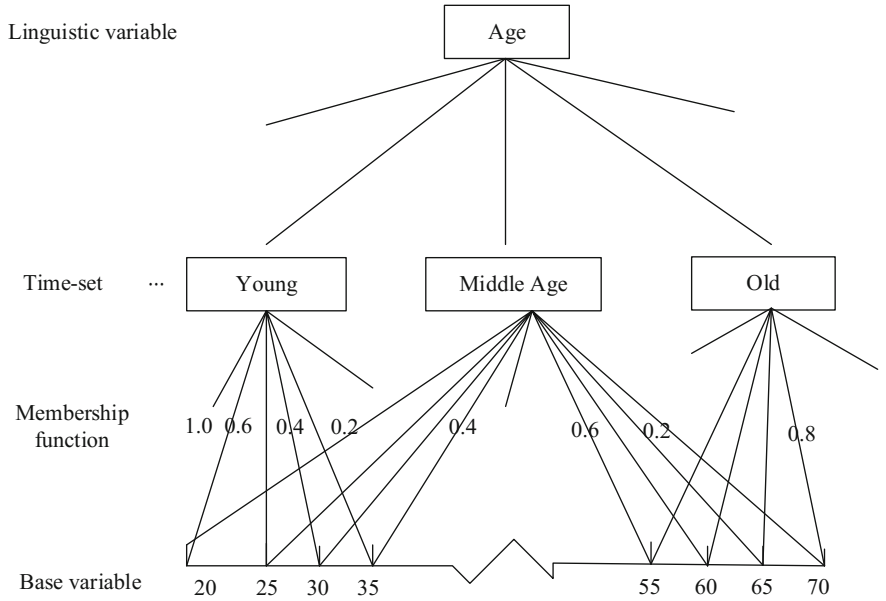 Linguistic variable
Age
Time-set
...
Young
Middle Age
Old
Membership
function
1.0
0.6
0.4
0.2
0.4
0.6
0.2
0.8
Base variable
20
25
30
35
55
60
65
70